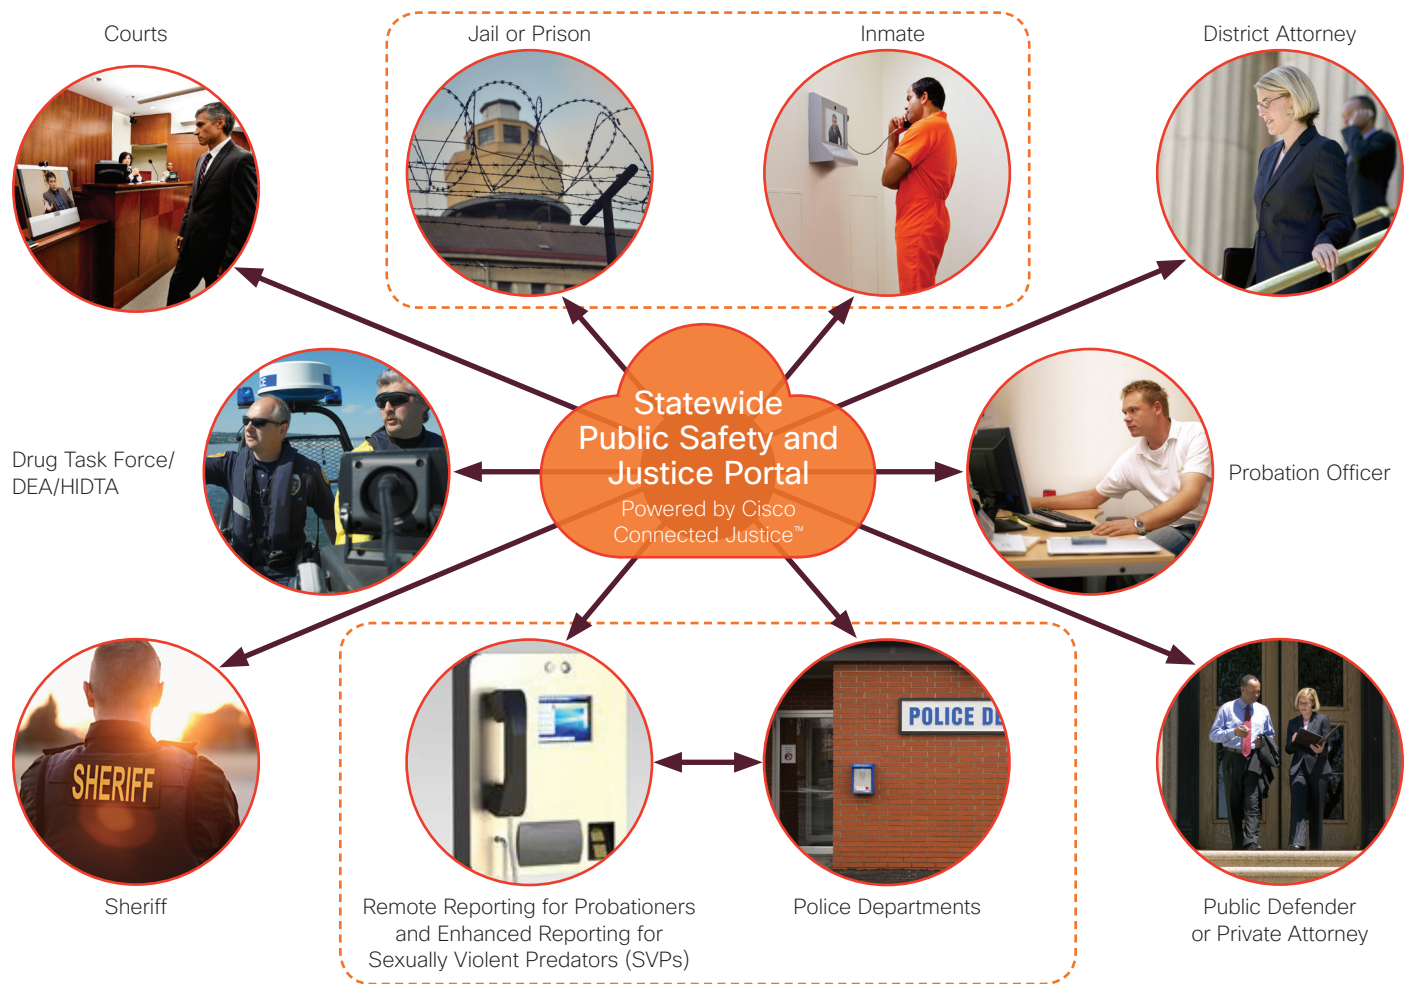 Courts
Jail or Prison
Inmate
District Attorney
Statewide
Public Safety and
Justice Portal
Powered by Cisco
Connected Justice™
Drug Task Force/
DEA/HIDTA
Probation Officer
SHERIFF
POLICE DE
Sheriff
Remote Reporting for Probationers
and Enhanced Reporting for
Sexually Violent Predators (SVPs)
Police Departments
Public Defender
or Private Attorney